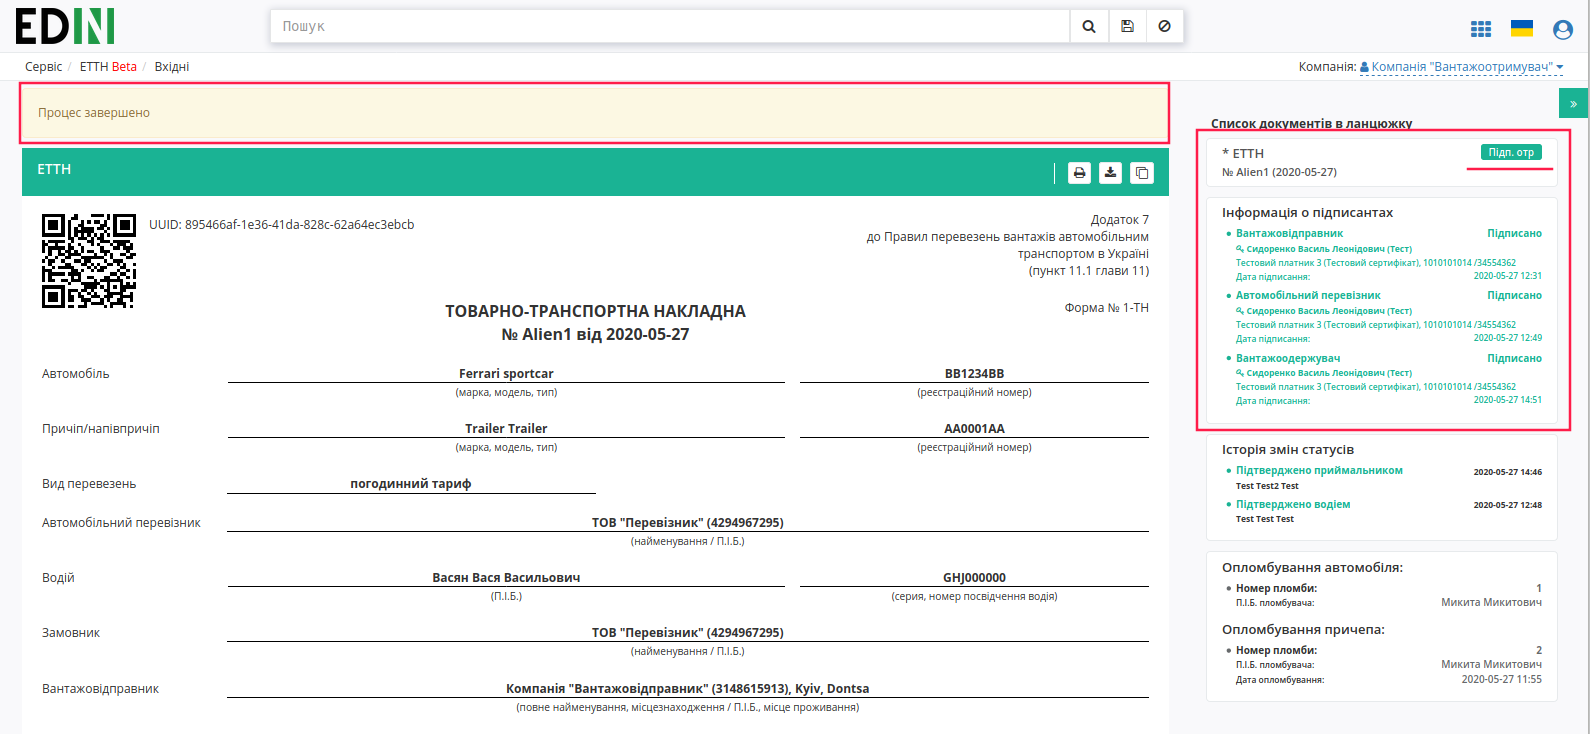 EDIN
Пошук
Сервіс / ЕТТН Beta / Вхідні
Компанія: Компанія "Вантажоотримувач"
Процес завершено
ЕТТН
UUID: 895466af-1e36-41da-828c-62a64ec3ebcb
Додаток 7
до Правил перевезень вантажів автомобільним
транспортом в Україні
(пункт 11.1 глави 11)
ТОВАРНО-ТРАНСПОРТНА НАКЛАДНА
№ Alien1 від 2020-05-27
Форма № 1-ТН
Автомобіль Ferrari sportcar BB1234BB
(марка, модель, тип) (реєстраційний номер)
Причіп/напівпричіп Trailer Trailer AA0001AA
(марка, модель, тип) (реєстраційний номер)
Вид перевезень погодинний тариф
Автомобільний перевізник ТОВ "Перевізник" (4294967295)
(найменування / П.І.Б.)
Водій Васян Вася Васильович GHJ000000
(П.І.Б.) (серия, номер посвідчення водія)
Замовник ТОВ "Перевізник" (4294967295)
(найменування / П.І.Б.)
Вантажовідправник Компанія "Вантажовідправник" (3148615913), Kyiv, Dontsa
(повне найменування, місцезнаходження / П.І.Б., місце проживання)
»
Список документів в ланцюжку
* ЕТТН Підп. отр
№ Alien1 (2020-05-27)
Інформація о підписантах
Вантажовідправник Підписано
Сидоренко Василь Леонідович (Тест)
Тестовий платник 3 (Тестовий сертифікат), 1010101014 /34554362
Дата підписання: 2020-05-27 12:31
Автомобільний перевізник Підписано
Сидоренко Василь Леонідович (Тест)
Тестовий платник 3 (Тестовий сертифікат), 1010101014 /34554362
Дата підписання: 2020-05-27 12:49
Вантажоодержувач Підписано
Сидоренко Василь Леонідович (Тест)
Тестовий платник 3 (Тестовий сертифікат), 1010101014 /34554362
Дата підписання: 2020-05-27 14:51
Історія змін статусів
Підтверджено приймальником 2020-05-27 14:46
Test Test2 Test
Підтверджено водіем 2020-05-27 12:48
Test Test Test
Опломбування автомобіля:
Номер пломби: 1
П.І.Б. пломбувача: Микита Микитович
Опломбування причепа:
Номер пломби: 2
П.І.Б. пломбувача: Микита Микитович
Дата опломбування: 2020-05-27 11:55